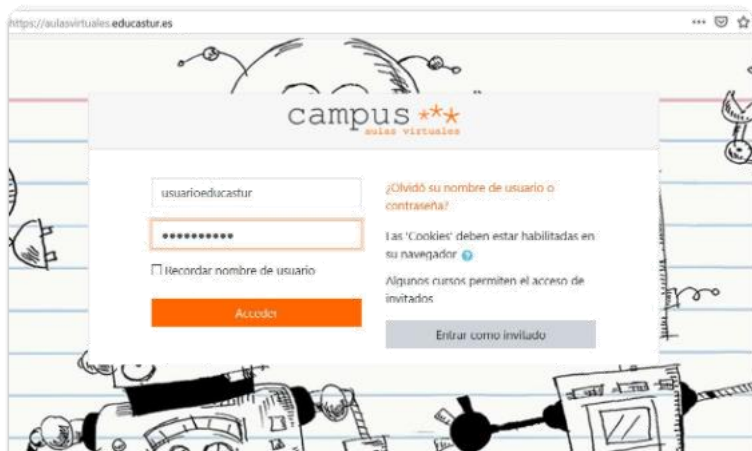 https://aulasvirtuales.educastur.es
campus ***
aulas virtuales
usuarioeducastur
••••••••••
Recordar nombre de usuario
Acceder
¿Olvidó su nombre de usuario o
contraseña?
Las 'Cookies' deben estar habilitadas en
su navegador ?
Algunos cursos permiten el acceso de
invitados
Entrar como invitado